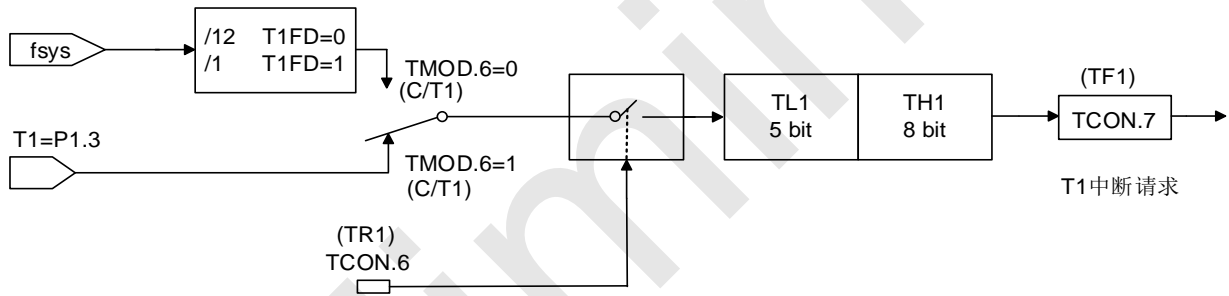 fsys
/12 T1FD=0
/1 T1FD=1
TMOD.6=0
(C/T1)
T1=P1.3
TMOD.6=1
(C/T1)
(TR1)
TCON.6
TL1
5 bit
TH1
8 bit
(TF1)
TCON.7
T1中断请求